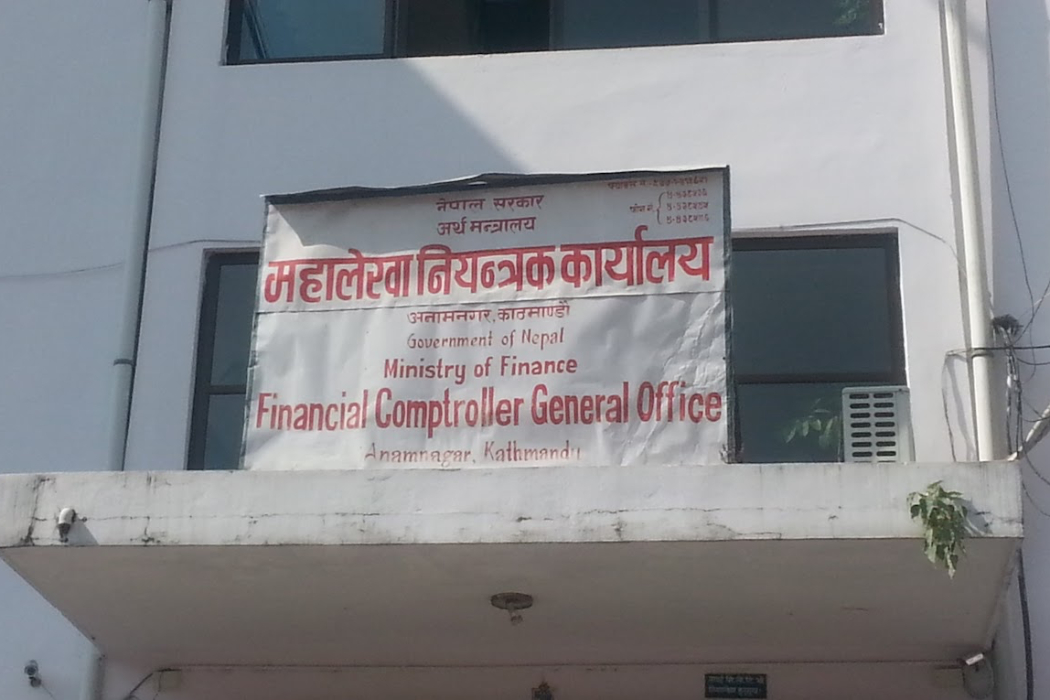 नेपाल सरकार
अर्थ मन्त्रालय
फोन नं.
महालेखा नियन्त्रक कार्यालय
अनामनगर, काठमाण्डौं
Government of Nepal
Ministry of Finance
Financial Comptroller General Office
Anamnagar, Kathmandu